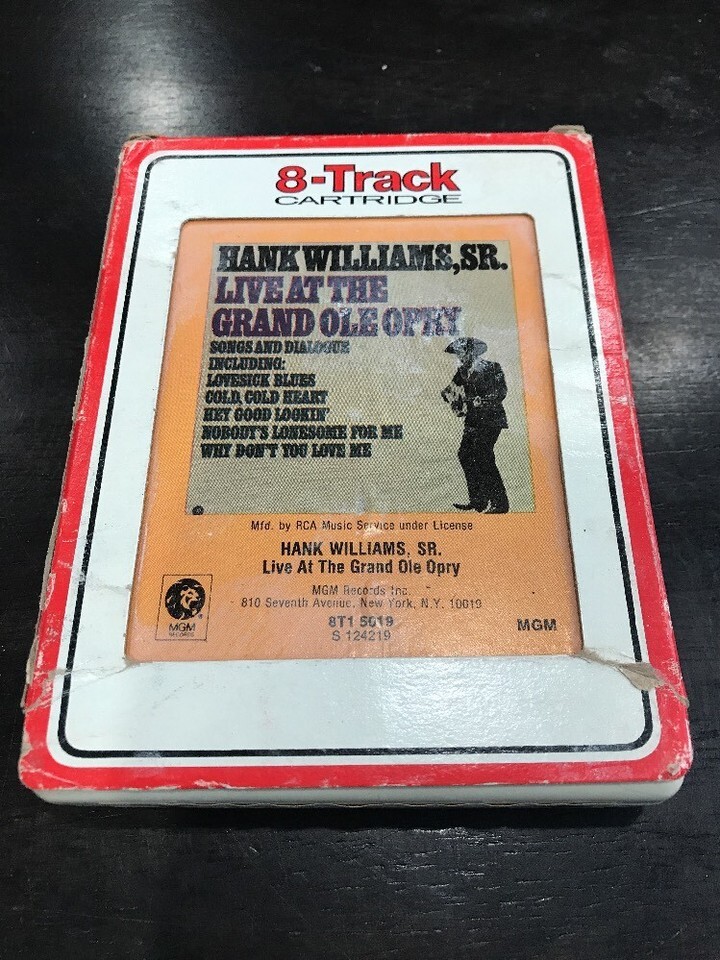 8-Track
CARTRIDGE
HANK WILLIAMS, SR.
LIVE AT THE
GRAND OLE OPRY
SONGS AND DIALOGUE
INCLUDING:
LOVESICK BLUES
COLD, COLD HEART
HEY GOOD LOOKIN'
NOBODY'S LONESOME FOR ME
WHY DON'T YOU LOVE ME
Mfd. by RCA Music Service under License
HANK WILLIAMS, SR.
Live At The Grand Ole Opry
MGM Records Inc.
810 Seventh Avenue, New York, N.Y. 10019
8T1 5019
S 124219
MGM
RECORDS
MGM